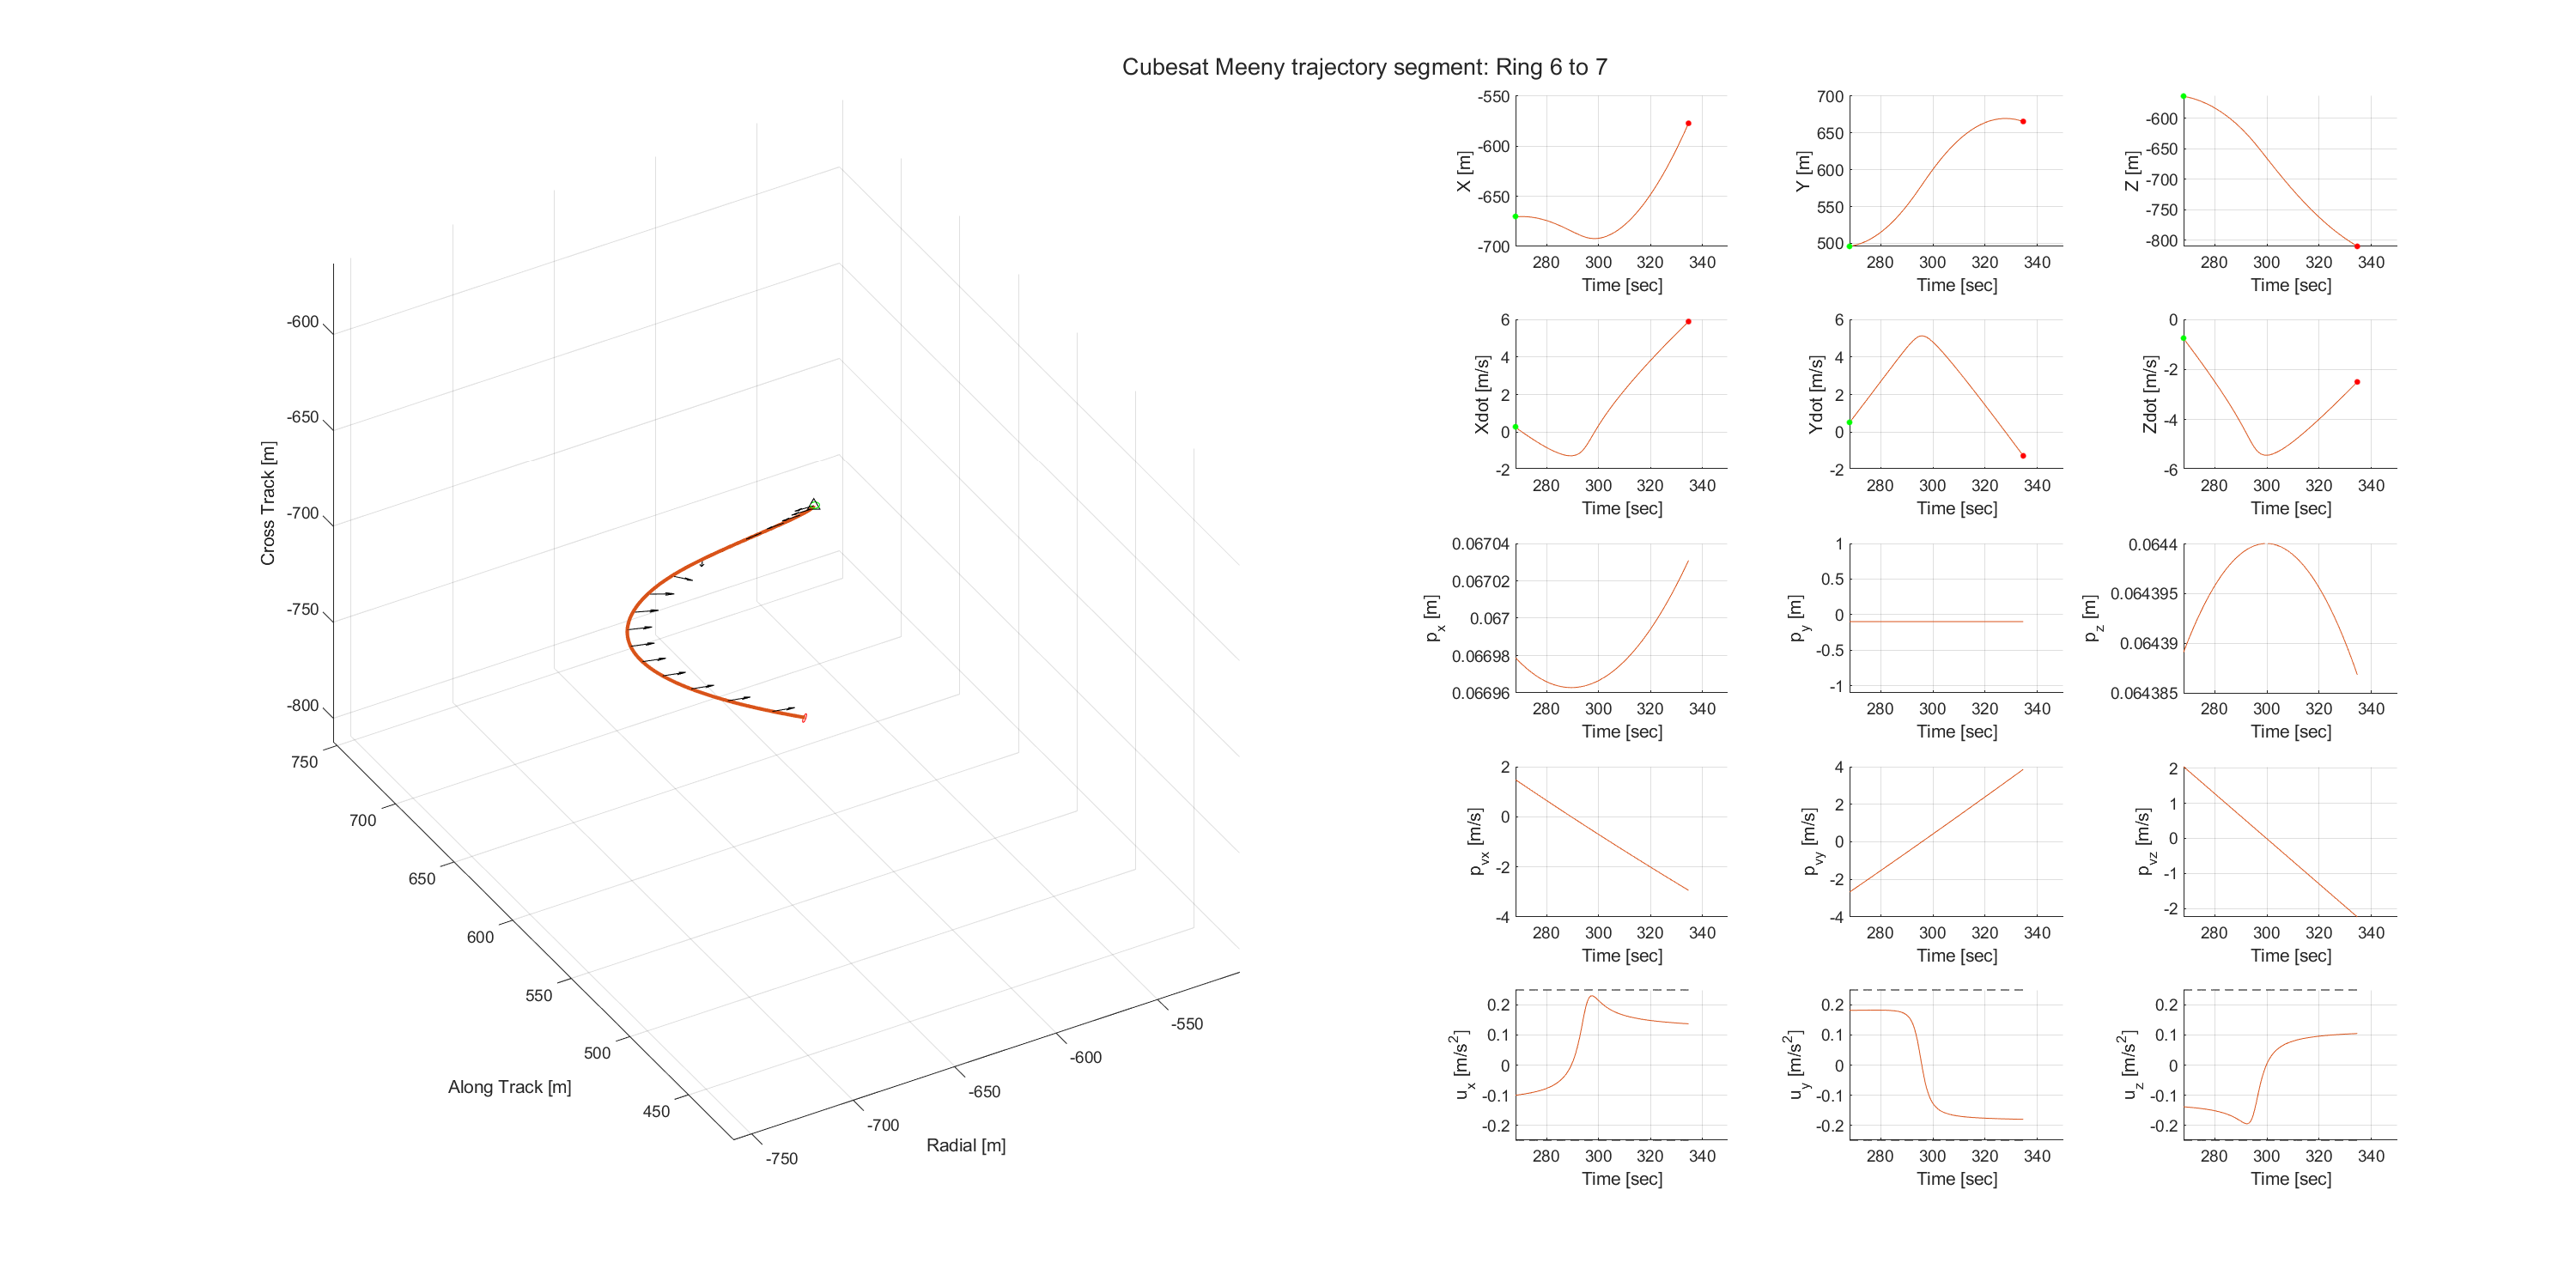 Cubesat Meeny trajectory segment: Ring 6 to 7
-600
-650
-700
-750
-800
Cross Track [m]
750
700
650
600
550
500
450
Along Track [m]
-750
-700
-650
-600
-550
Radial [m]
-550
-600
-650
-700
X [m]
280 300 320 340
Time [sec]
700
650
600
550
500
Y [m]
280 300 320 340
Time [sec]
-600
-650
-700
-750
-800
Z [m]
280 300 320 340
Time [sec]
6
4
2
0
-2
Xdot [m/s]
280 300 320 340
Time [sec]
6
4
2
0
-2
Ydot [m/s]
280 300 320 340
Time [sec]
0
-2
-4
-6
Zdot [m/s]
280 300 320 340
Time [sec]
0.06704
0.06702
0.067
0.06698
0.06696
p_x [m]
280 300 320 340
Time [sec]
1
0.5
0
-0.5
-1
p_y [m]
280 300 320 340
Time [sec]
0.0644
0.064395
0.06439
0.064385
p_z [m]
280 300 320 340
Time [sec]
2
0
-2
-4
p_vx [m/s]
280 300 320 340
Time [sec]
4
2
0
-2
-4
p_vy [m/s]
280 300 320 340
Time [sec]
2
1
0
-1
-2
p_vz [m/s]
280 300 320 340
Time [sec]
0.2
0.1
0
-0.1
-0.2
u_x [m/s²]
280 300 320 340
Time [sec]
0.2
0.1
0
-0.1
-0.2
u_y [m/s²]
280 300 320 340
Time [sec]
0.2
0.1
0
-0.1
-0.2
u_z [m/s²]
280 300 320 340
Time [sec]